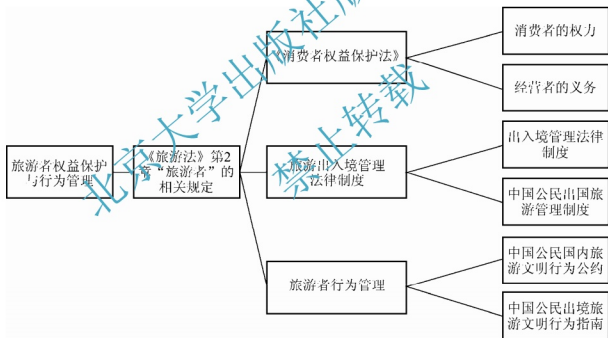 旅游者权益保护
与行为管理
《旅游法》第2
章“旅游者”的
相关规定
《消费者权益保护法》
旅游出入境管理
法律制度
旅游者行为管理
消费者的权力
经营者的义务
出入境管理法律
制度
中国公民出国旅
游管理制度
中国公民国内旅
游文明行为公约
中国公民出境旅
游文明行为指南
北京大学出版社版
禁止转载